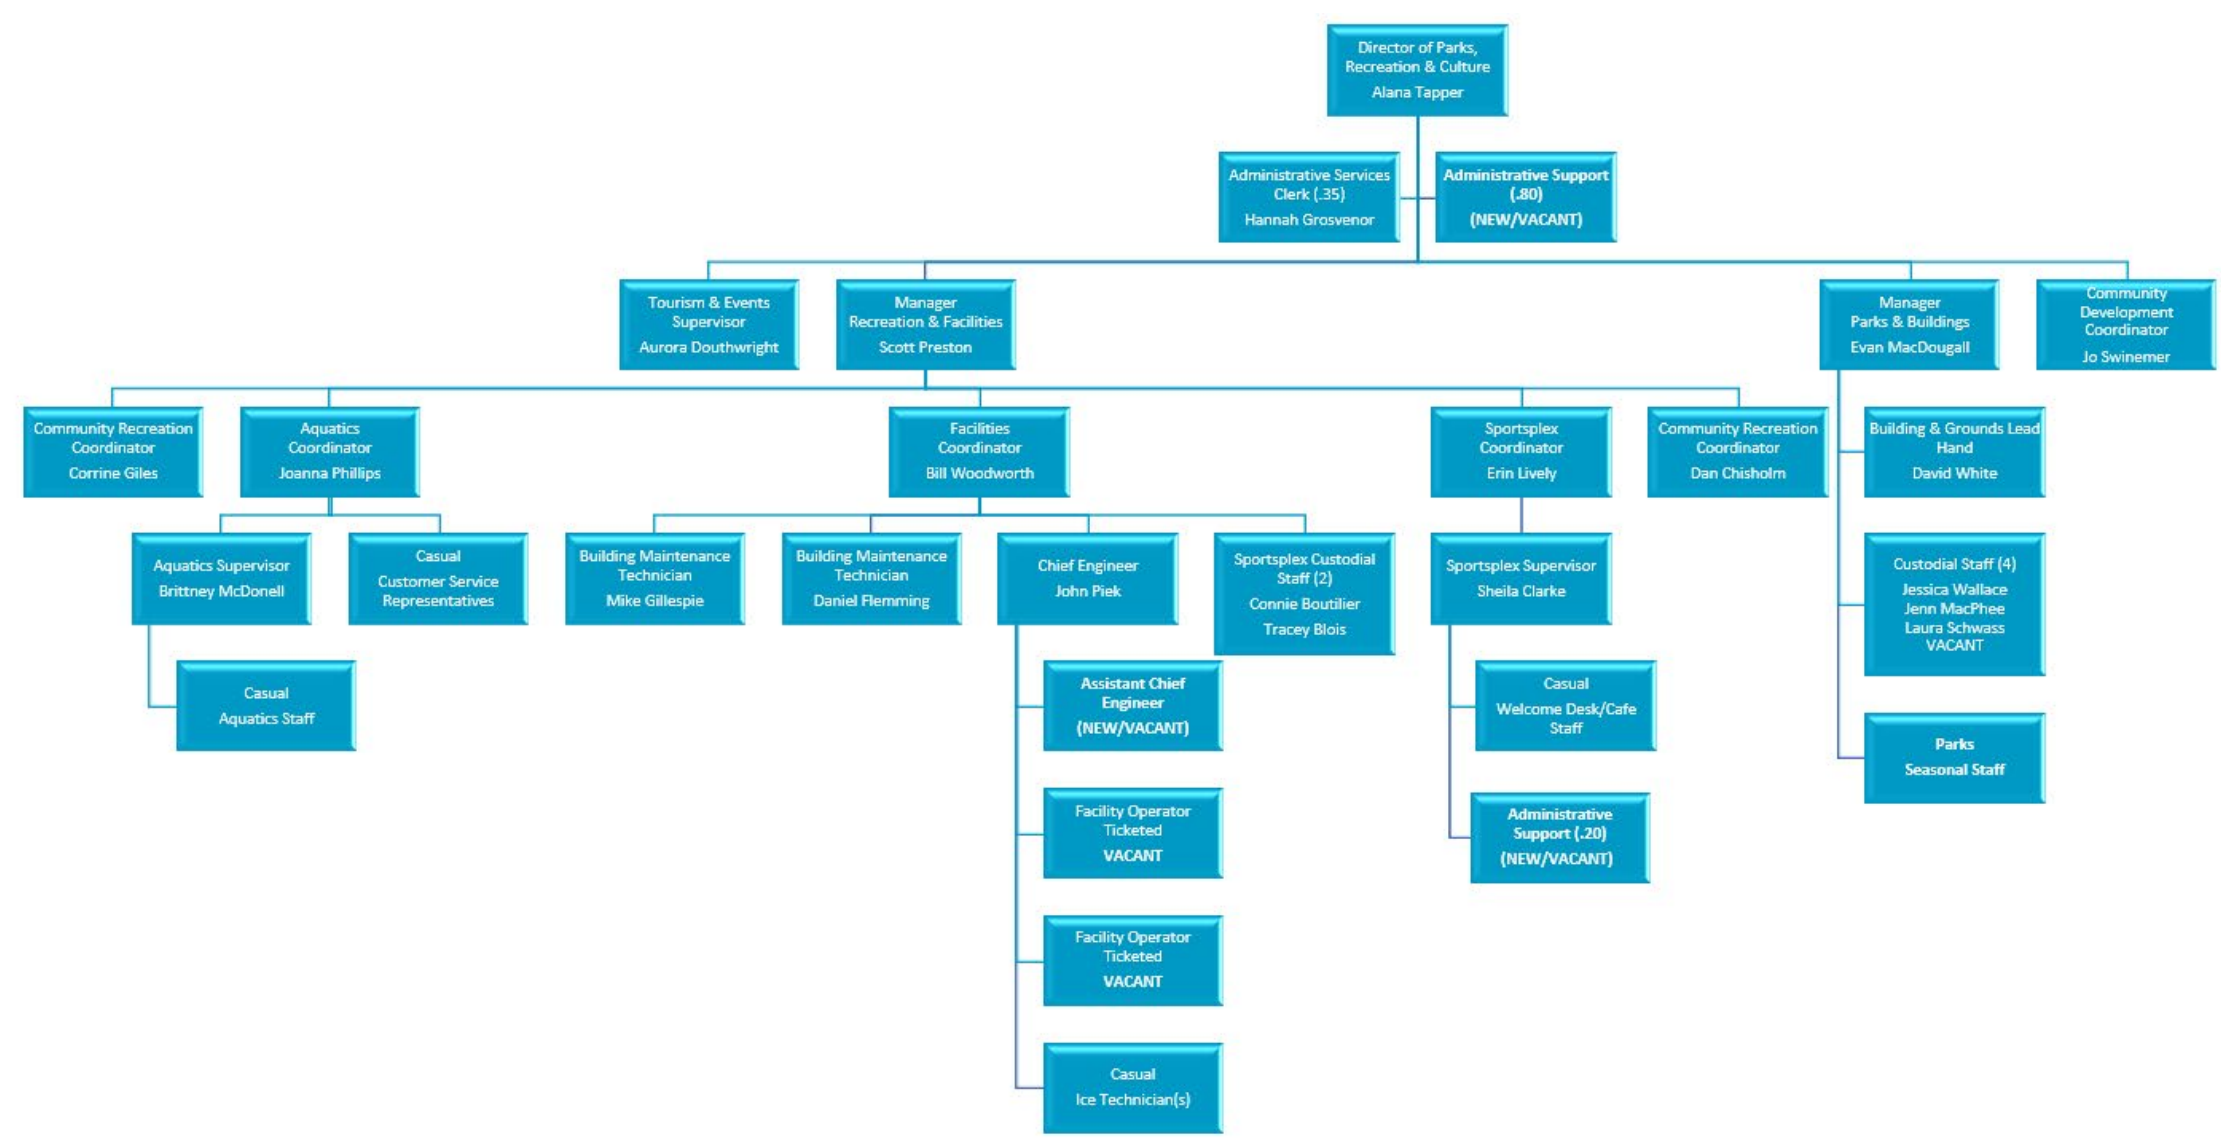 Director of Parks,
Recreation & Culture
Alana Tapper
Administrative Services
Clerk (.35)
Hannah Grosvenor
Administrative Support
(.80)
(NEW/VACANT)
Tourism & Events
Supervisor
Aurora Douthwright
Manager
Recreation & Facilities
Scott Preston
Manager
Parks & Buildings
Evan MacDougall
Community
Development
Coordinator
Jo Swinemer
Community Recreation
Coordinator
Corrine Giles
Aquatics
Coordinator
Joanna Phillips
Facilities
Coordinator
Bill Woodworth
Sportsplex
Coordinator
Erin Lively
Community Recreation
Coordinator
Dan Chisholm
Building & Grounds Lead
Hand
David White
Aquatics Supervisor
Brittney McDonell
Casual
Customer Service
Representatives
Building Maintenance
Technician
Mike Gillespie
Building Maintenance
Technician
Daniel Flemming
Chief Engineer
John Piek
Sportsplex Custodial
Staff (2)
Connie Boutilier
Tracey Blois
Sportsplex Supervisor
Sheila Clarke
Custodial Staff (4)
Jessica Wallace
Jenn MacPhee
Laura Schwass
VACANT
Casual
Aquatics Staff
Assistant Chief
Engineer
(NEW/VACANT)
Casual
Welcome Desk/Cafe
Staff
Parks
Seasonal Staff
Facility Operator
Ticketed
VACANT
Administrative
Support (.20)
(NEW/VACANT)
Facility Operator
Ticketed
VACANT
Casual
Ice Technician(s)